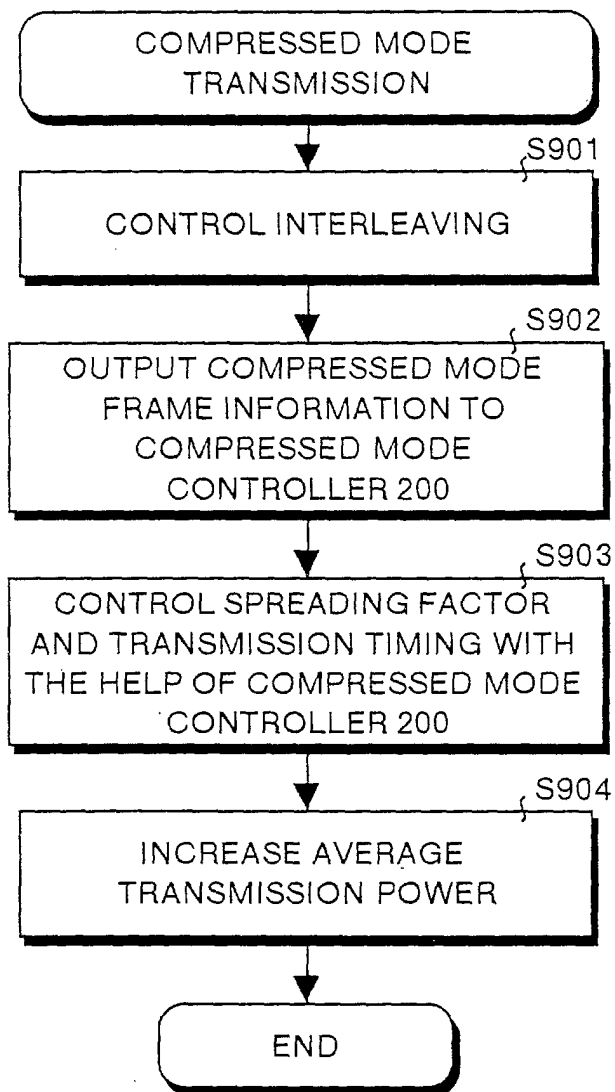 COMPRESSED MODE
TRANSMISSION
S901
CONTROL INTERLEAVING
S902
OUTPUT COMPRESSED MODE
FRAME INFORMATION TO
COMPRESSED MODE
CONTROLLER 200
S903
CONTROL SPREADING FACTOR
AND TRANSMISSION TIMING WITH
THE HELP OF COMPRESSED MODE
CONTROLLER 200
S904
INCREASE AVERAGE
TRANSMISSION POWER
END